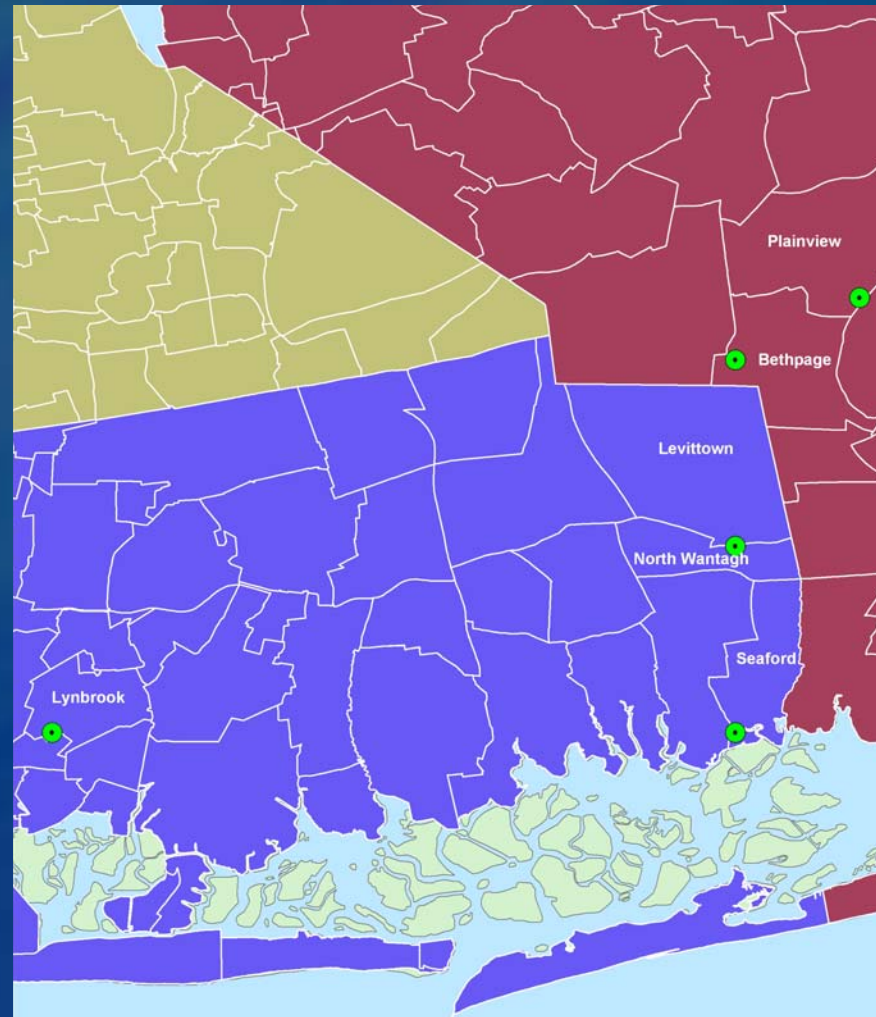 Plainview
Bethpage
Levittown
North Wantagh
Seaford
Lynbrook